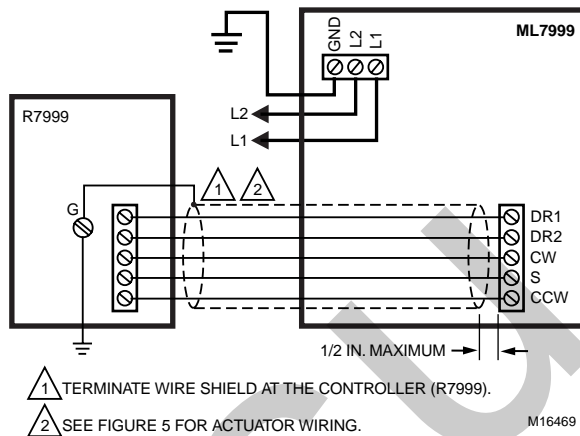 ML7999
GND
L2
L1
L2
L1
R7999
G
1
2
DR1
DR2
CW
S
CCW
1/2 IN. MAXIMUM
1 TERMINATE WIRE SHIELD AT THE CONTROLLER (R7999).
2 SEE FIGURE 5 FOR ACTUATOR WIRING.
M16469